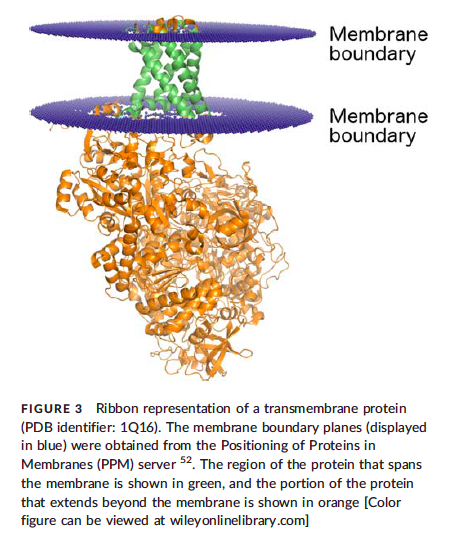 Membrane
boundary
Membrane
boundary
FIGURE 3 Ribbon representation of a transmembrane protein
(PDB identifier: 1Q16). The membrane boundary planes (displayed
in blue) were obtained from the Positioning of Proteins in
Membranes (PPM) server 52. The region of the protein that spans
the membrane is shown in green, and the portion of the protein
that extends beyond the membrane is shown in orange [Color
figure can be viewed at wileyonlinelibrary.com]